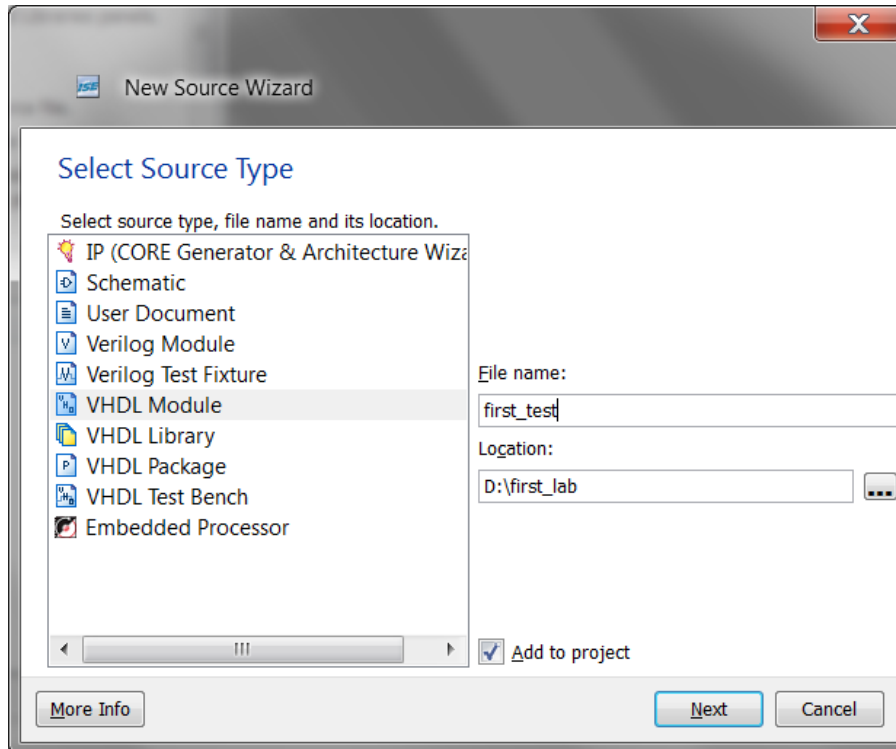 ISE New Source Wizard
Select Source Type
Select source type, file name and its location.
IP (CORE Generator & Architecture Wiza
Schematic
User Document
Verilog Module
Verilog Test Fixture
VHDL Module
VHDL Library
VHDL Package
VHDL Test Bench
Embedded Processor
File name:
first_test
Location:
D:\first_lab
...
Add to project
More Info
Next
Cancel